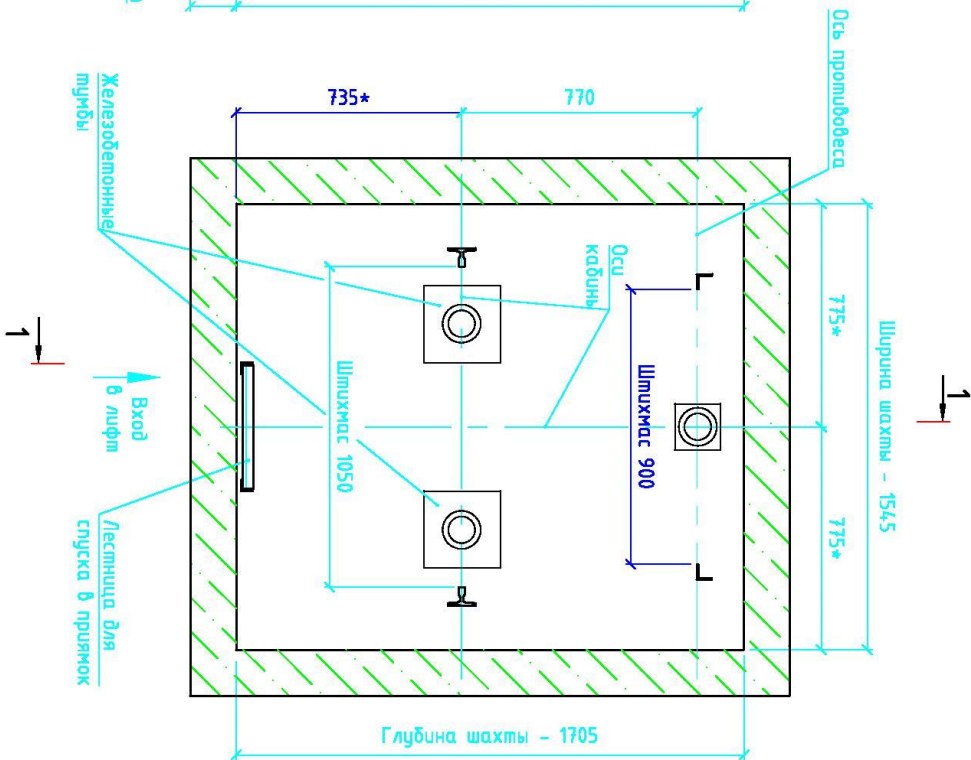 Ось противовеса
735*
770
Железобетонные
тумбы
Оси
кабины
775*
Ширина шахты - 1545
775*
Штихмас 900
Штихмас 1050
1
1
Вход
в лифт
Лестница для
спуска в приямок
Глубина шахты - 1705